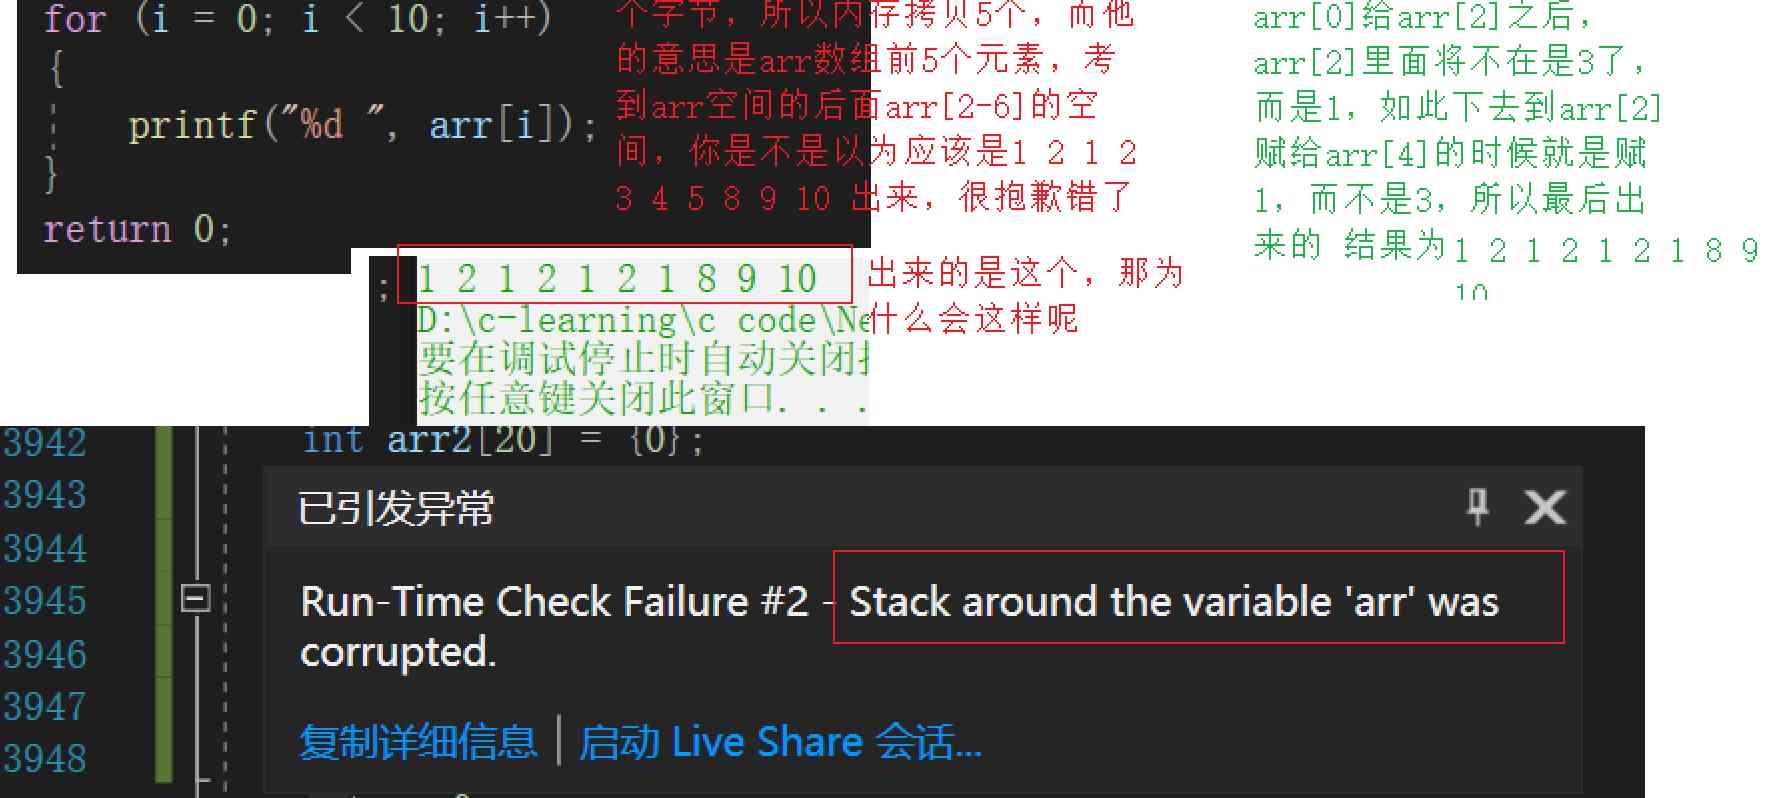 for (i = 0; i < 10; i++)
{
printf("%d ", arr[i]);
}
return 0;
个字节，所以内存拷贝5个，而他
的意思是arr数组前5个元素，考
到arr空间的后面arr[2-6]的空
间，你是不是以为应该是1 2 1 2
3 4 5 8 9 10 出来，很抱歉错了
arr[0]给arr[2]之后，
arr[2]里面将不在是3了，
而是1，如此下去到arr[2]
赋给arr[4]的时候就是赋
1，而不是3，所以最后出
来的 结果为1 2 1 2 1 2 1 8 9
10
;
1 2 1 2 1 2 1 8 9 10
出来的是这个，那为
什么会这样呢
D:\c-learning\c code\Ne
要在调试停止时自动关闭
按任意键关闭此窗口. . .
3942 int arr2[20] = {0};
3943
3944
3945
3946
3947
3948
已引发异常
Run-Time Check Failure #2 - Stack around the variable 'arr' was
corrupted.
复制详细信息 | 启动 Live Share 会话...